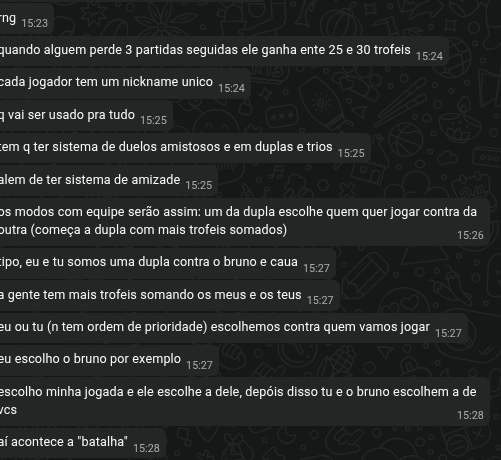 rng 15:23
quando alguem perde 3 partidas seguidas ele ganha ente 25 e 30 trofeis 15:24
cada jogador tem um nickname unico 15:24
q vai ser usado pra tudo 15:25
tem q ter sistema de duelos amistosos e em duplas e trios 15:25
alem de ter sistema de amizade 15:25
os modos com equipe serão assim: um da dupla escolhe quem quer jogar contra da
outra (começa a dupla com mais trofeis somados) 15:26
tipo, eu e tu somos uma dupla contra o bruno e caua 15:27
a gente tem mais trofeis somando os meus e os teus 15:27
eu ou tu (n tem ordem de prioridade) escolhemos contra quem vamos jogar 15:27
eu escolho o bruno por exemplo 15:27
escolho minha jogada e ele escolhe a dele, depóis disso tu e o bruno escolhem a de
vcs 15:28
aí acontece a "batalha" 15:28